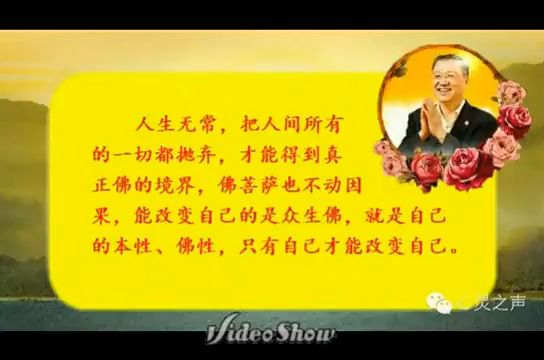 人生无常，把人间所有
的一切都抛弃，才能得到真
正佛的境界，佛菩萨也不动因
果，能改变自己的是众生佛，就是自己
的本性、佛性，只有自己才能改变自己。
灵之声
VideoShow